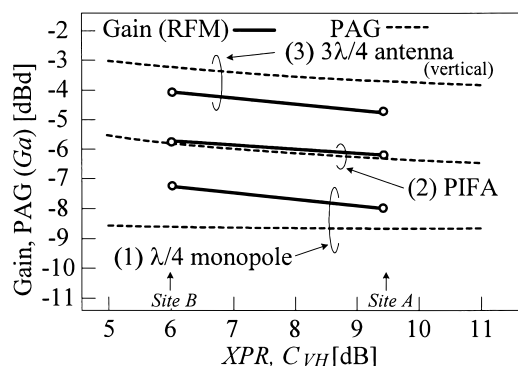 Gain (RFM) PAG
(3) 3λ/4 antenna
(vertical)
(2) PIFA
(1) λ/4 monopole
Site B
Site A
-2
-3
-4
-5
-6
-7
-8
-9
-10
-11
5 6 7 8 9 10 11
Gain, PAG (Ga) [dBd]
XPR, C_VH [dB]